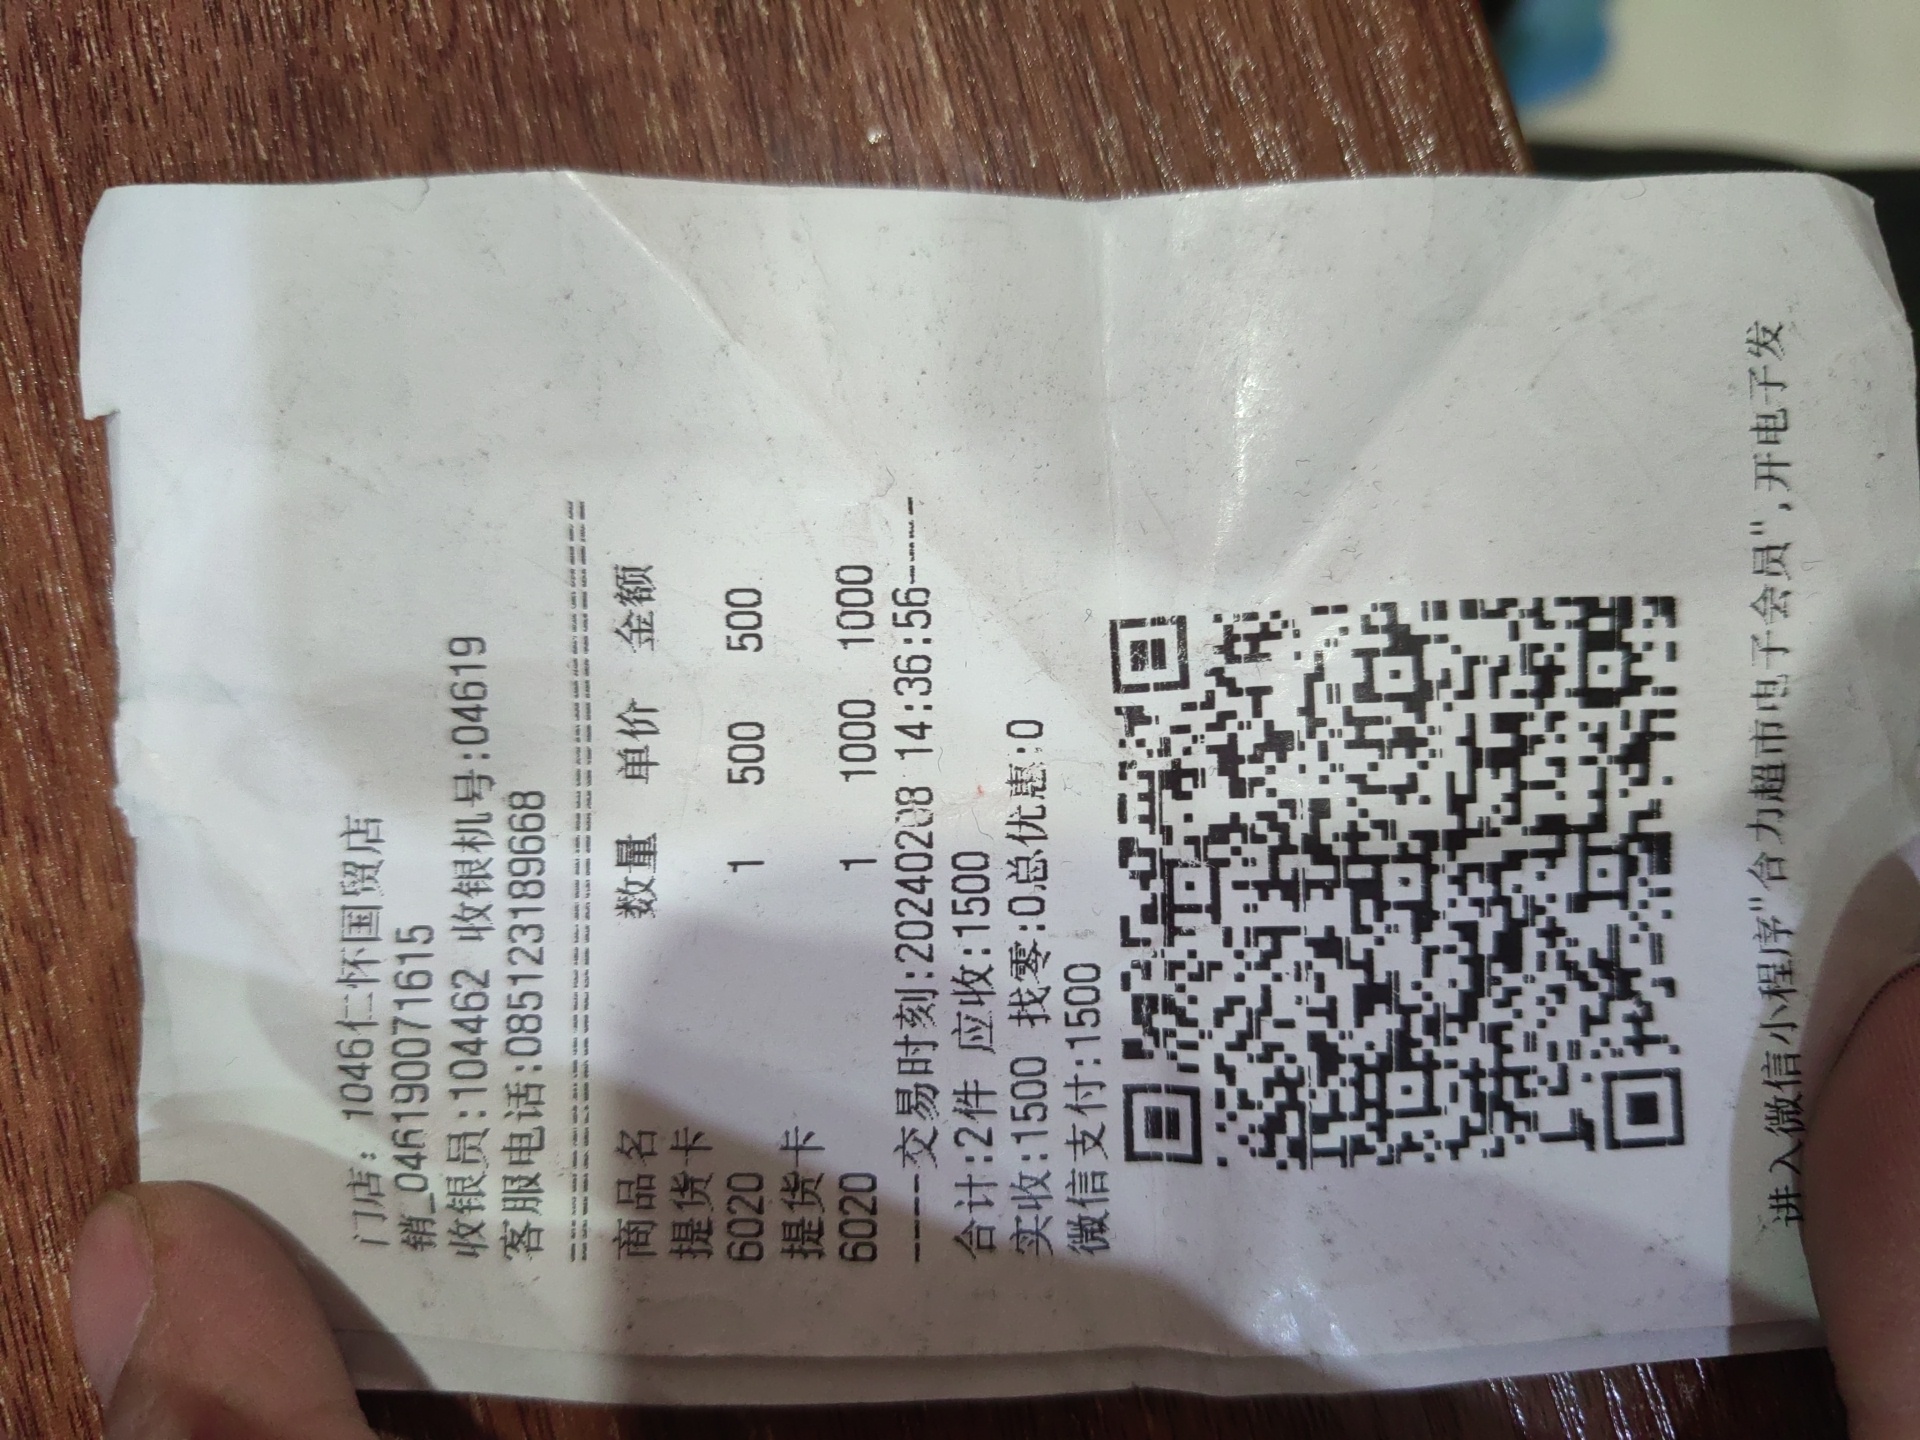 门店: 1046仁怀国贸店
销_046190071615
收银员:104462 收银机号:04619
客服电话:085123189668
商品名 数量 单价 金额
提货卡
6020 1 500 500
提货卡
6020 1 1000 1000
----交易时刻:20240208 14:36:56----
合计:2件 应收:1500
实收:1500 找零:0总优惠:0
微信支付:1500
进入微信小程序"合力超市电子会员",开电子发